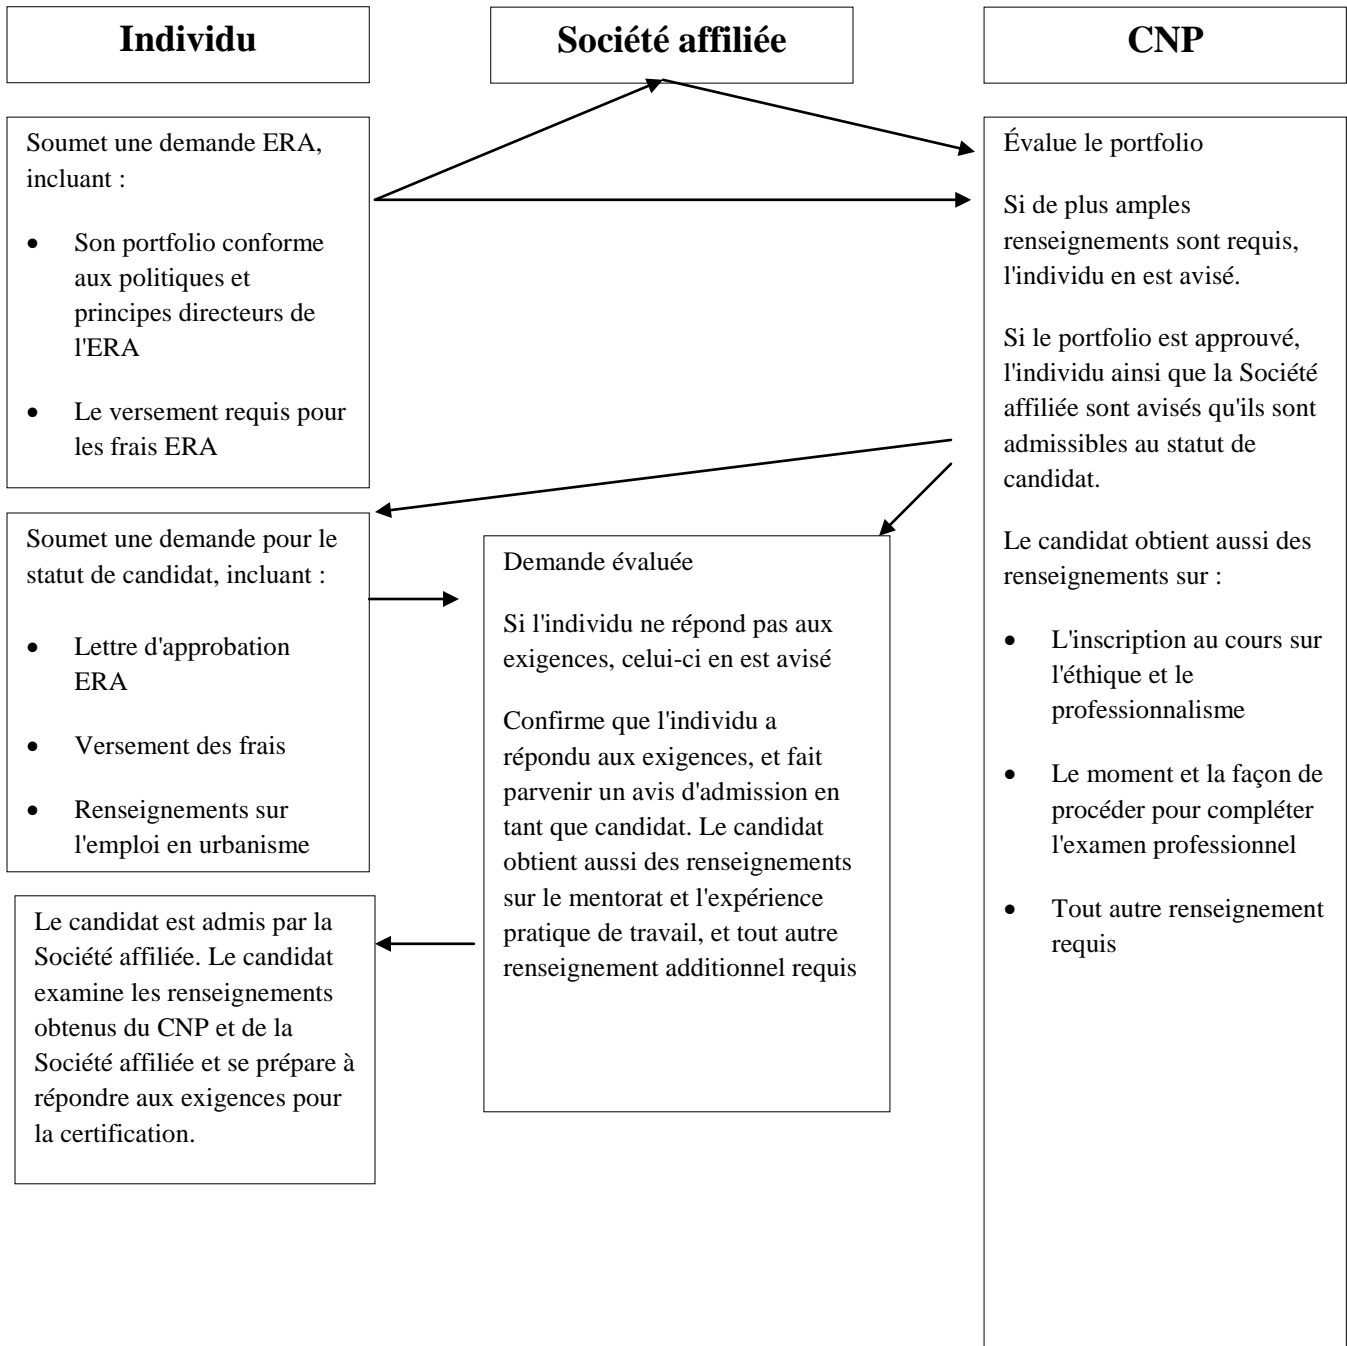 Individu
Société affiliée
CNP
Soumet une demande ERA,
incluant :
• Son portfolio conforme
aux politiques et
principes directeurs de
l'ERA
• Le versement requis pour
les frais ERA
Soumet une demande pour le
statut de candidat, incluant :
• Lettre d'approbation
ERA
• Versement des frais
• Renseignements sur
l'emploi en urbanisme
Le candidat est admis par la
Société affiliée. Le candidat
examine les renseignements
obtenus du CNP et de la
Société affiliée et se prépare à
répondre aux exigences pour
la certification.
Demande évaluée
Si l'individu ne répond pas aux
exigences, celui-ci en est avisé
Confirme que l'individu a
répondu aux exigences, et fait
parvenir un avis d'admission en
tant que candidat. Le candidat
obtient aussi des renseignements
sur le mentorat et l'expérience
pratique de travail, et tout autre
renseignement additionnel requis
Évalue le portfolio
Si de plus amples
renseignements sont requis,
l'individu en est avisé.
Si le portfolio est approuvé,
l'individu ainsi que la Société
affiliée sont avisés qu'ils sont
admissibles au statut de
candidat.
Le candidat obtient aussi des
renseignements sur :
• L'inscription au cours sur
l'éthique et le
professionnalisme
• Le moment et la façon de
procéder pour compléter
l'examen professionnel
• Tout autre renseignement
requis